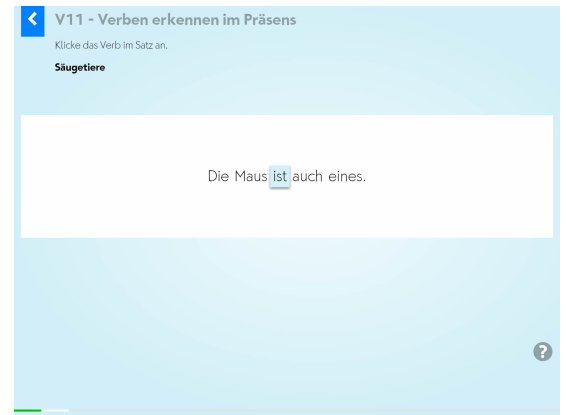 V11 - Verben erkennen im Präsens
Klicke das Verb im Satz an.
Säugetiere
Die Maus ist auch eines.
?